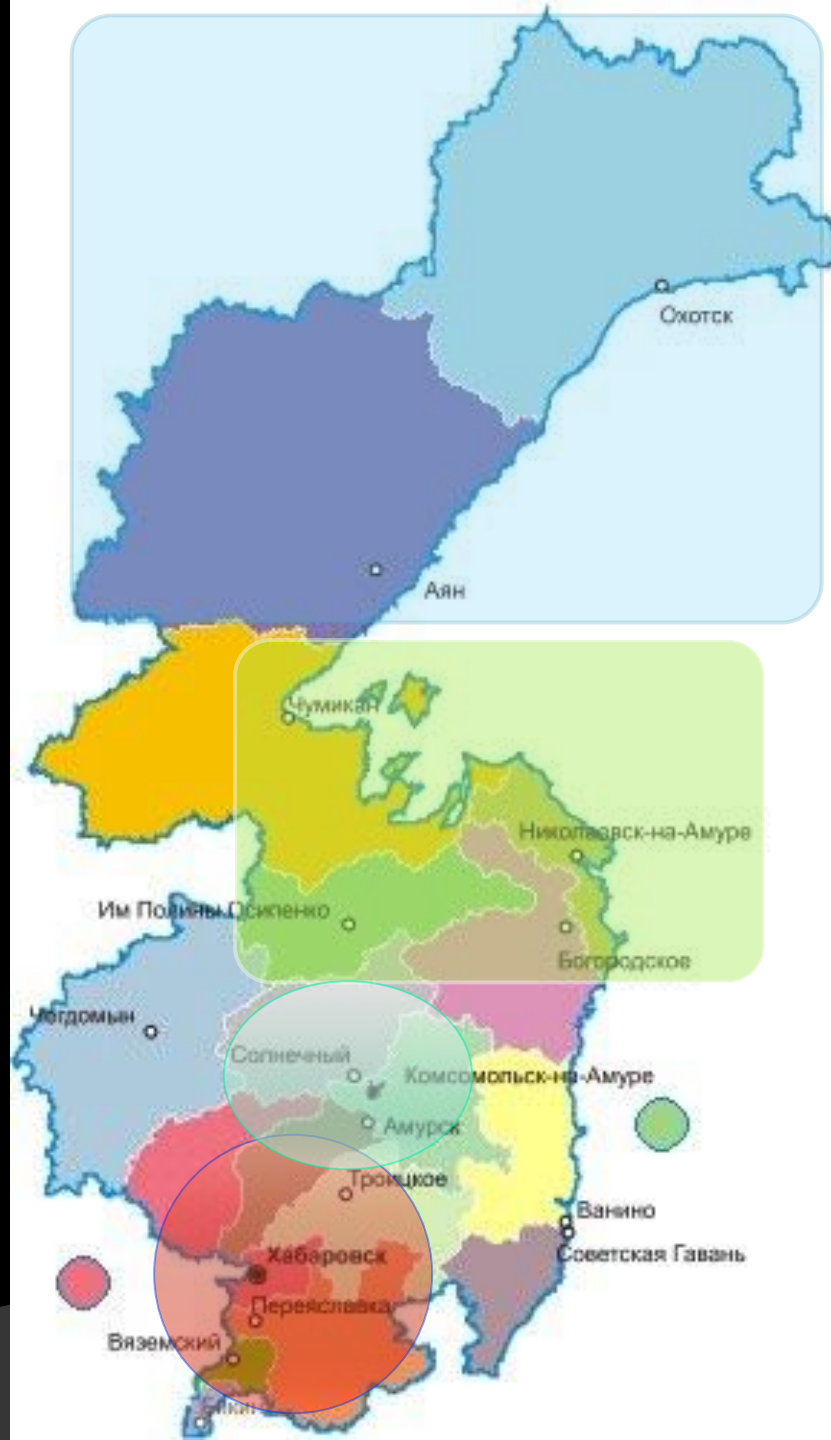 Охотск
Аян
Чумикан
Николаевск-на-Амуре
Им Полины Осипенко
Богородское
Чегдомын
Солнечный
Комсомольск-на-Амуре
Амурск
Троицкое
Ванино
Советская Гавань
Хабаровск
Переяславка
Вяземский
Бикин